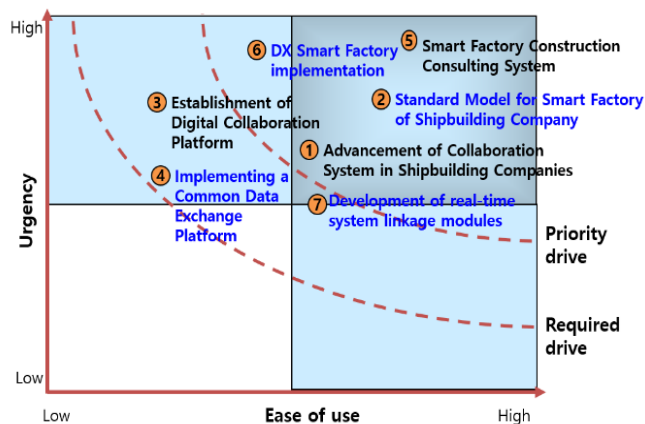 High
6 DX Smart Factory
implementation
5 Smart Factory Construction
Consulting System
3 Establishment of
Digital Collaboration
Platform
2 Standard Model for Smart Factory
of Shipbuilding Company
1 Advancement of Collaboration
System in Shipbuilding Companies
4 Implementing a
Common Data
Exchange
Platform
7 Development of real-time
system linkage modules
Urgency
Priority
drive
Required
drive
Low
Low
Ease of use
High